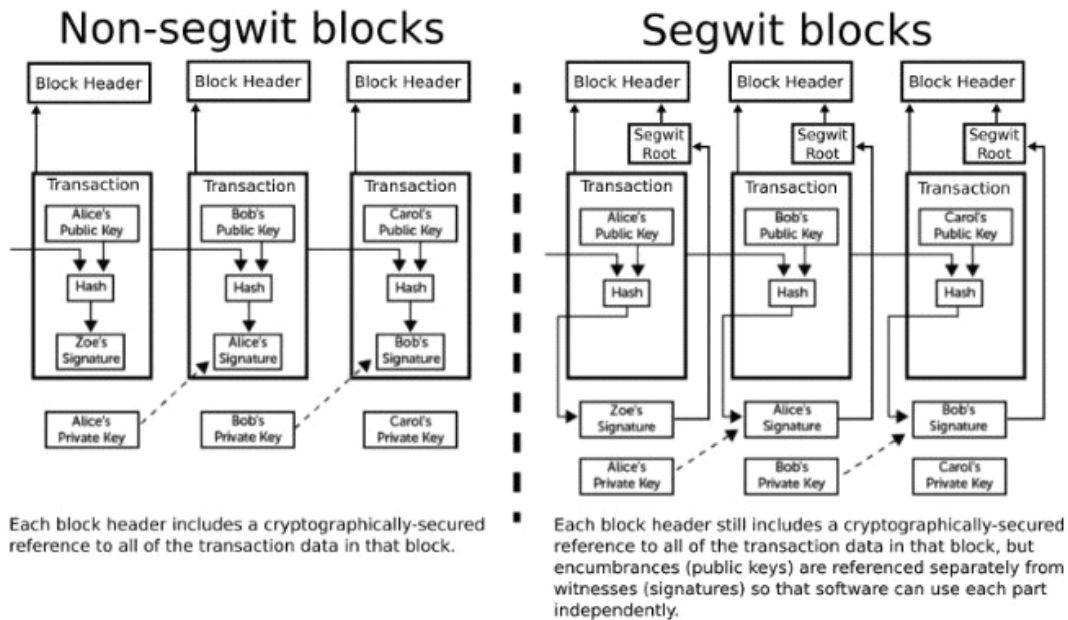 Non-segwit blocks
Block Header
Block Header
Block Header
Transaction
Transaction
Transaction
Alice's
Public Key
Bob's
Public Key
Carol's
Public Key
Hash
Hash
Hash
Zoe's
Signature
Alice's
Signature
Bob's
Signature
Alice's
Private Key
Bob's
Private Key
Carol's
Private Key
Each block header includes a cryptographically-secured
reference to all of the transaction data in that block.
Segwit blocks
Block Header
Block Header
Block Header
Segwit
Root
Segwit
Root
Segwit
Root
Transaction
Transaction
Transaction
Alice's
Public Key
Bob's
Public Key
Carol's
Public Key
Hash
Hash
Hash
Zoe's
Signature
Alice's
Signature
Bob's
Signature
Alice's
Private Key
Bob's
Private Key
Carol's
Private Key
Each block header still includes a cryptographically-secured
reference to all of the transaction data in that block, but
encumbrances (public keys) are referenced separately from
witnesses (signatures) so that software can use each part
independently.